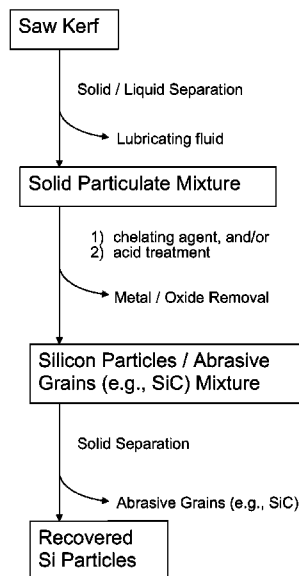 Saw Kerf
Solid / Liquid Separation
Lubricating fluid
Solid Particulate Mixture
1) chelating agent, and/or
2) acid treatment
Metal / Oxide Removal
Silicon Particles / Abrasive
Grains (e.g., SiC) Mixture
Solid Separation
Abrasive Grains (e.g., SiC)
Recovered
Si Particles